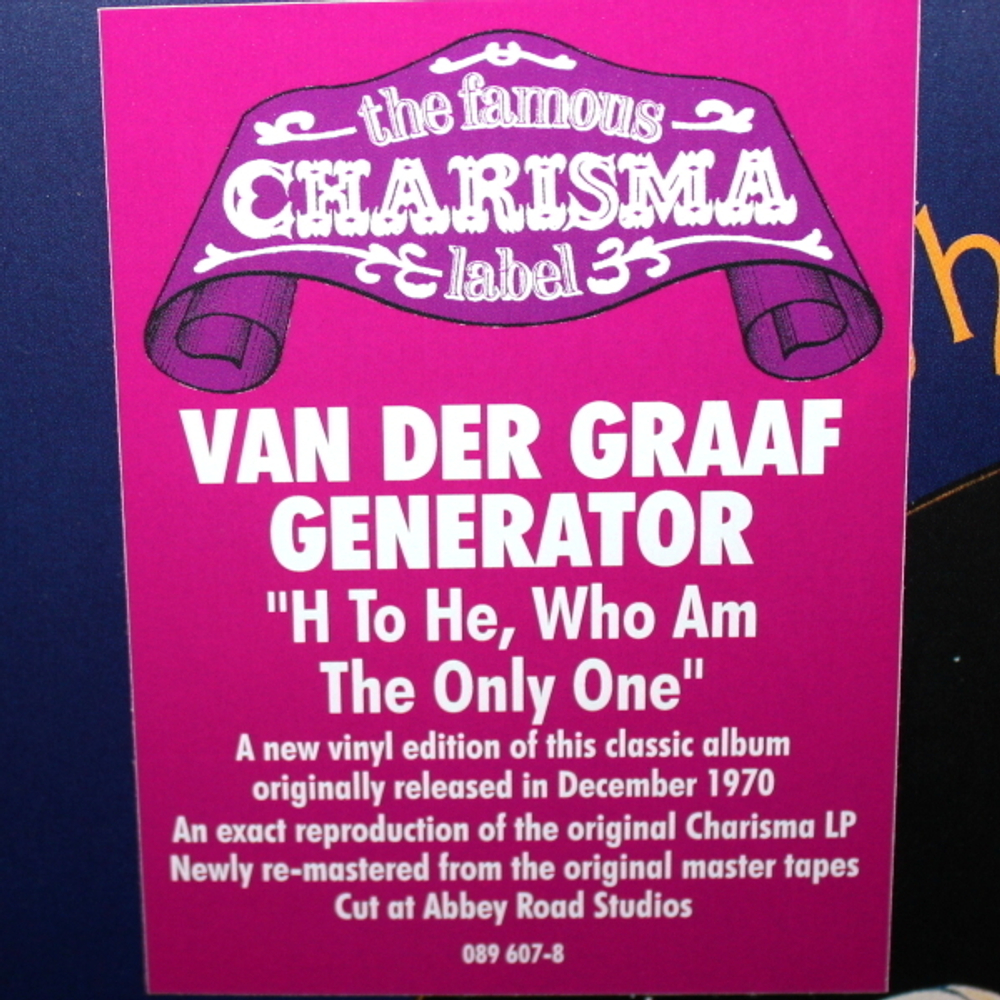 the famous
CHARISMA
label
h
VAN DER GRAAF
GENERATOR
"H To He, Who Am
The Only One"
A new vinyl edition of this classic album
originally released in December 1970
An exact reproduction of the original Charisma LP
Newly re-mastered from the original master tapes
Cut at Abbey Road Studios
089 607-8